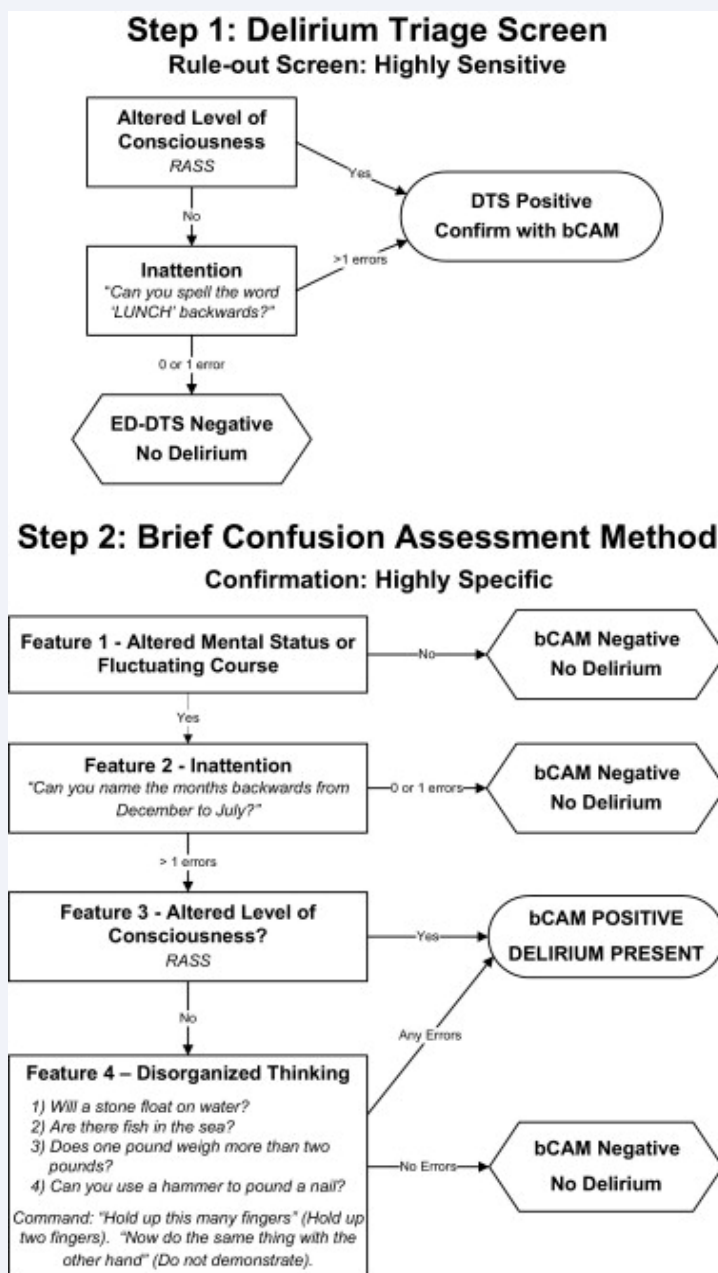 Step 1: Delirium Triage Screen
Rule-out Screen: Highly Sensitive
Altered Level of
Consciousness
RASS
Yes
DTS Positive
Confirm with bCAM
No
Inattention
"Can you spell the word
'LUNCH' backwards?"
>1 errors
0 or 1 error
ED-DTS Negative
No Delirium
Step 2: Brief Confusion Assessment Method
Confirmation: Highly Specific
Feature 1 - Altered Mental Status or
Fluctuating Course
No
bCAM Negative
No Delirium
Yes
Feature 2 - Inattention
"Can you name the months backwards from
December to July?"
0 or 1 errors
bCAM Negative
No Delirium
> 1 errors
Feature 3 - Altered Level of
Consciousness?
RASS
Yes
bCAM POSITIVE
DELIRIUM PRESENT
No
Any Errors
Feature 4 – Disorganized Thinking
1) Will a stone float on water?
2) Are there fish in the sea?
3) Does one pound weigh more than two
pounds?
4) Can you use a hammer to pound a nail?
Command: "Hold up this many fingers" (Hold up
two fingers). "Now do the same thing with the
other hand" (Do not demonstrate).
No Errors
bCAM Negative
No Delirium